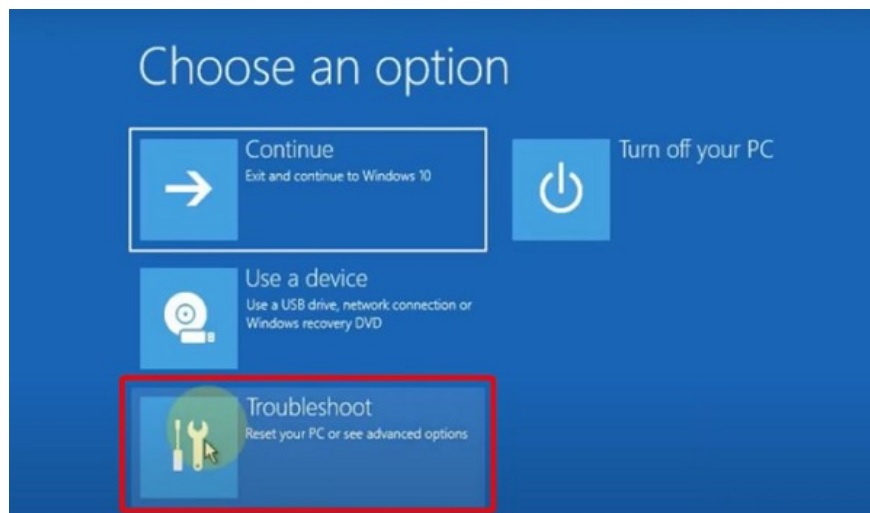 Choose an option
Continue
Exit and continue to Windows 10
Turn off your PC
Use a device
Use a USB drive, network connection or
Windows recovery DVD
Troubleshoot
Reset your PC or see advanced options